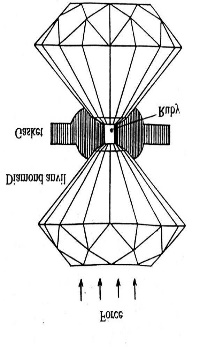 Ruby
Gasket
Diamond anvil
Force